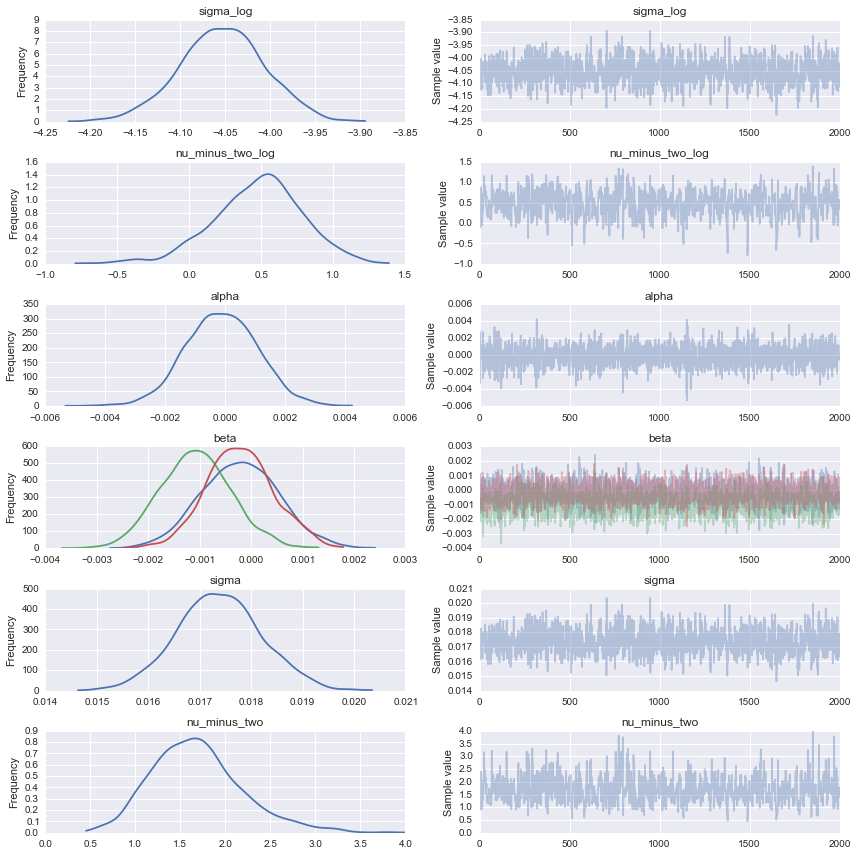 sigma_log
Frequency
9
8
7
6
5
4
3
2
1
0
−4.25 −4.20 −4.15 −4.10 −4.05 −4.00 −3.95 −3.90 −3.85
sigma_log
Sample value
−3.85
−3.90
−3.95
−4.00
−4.05
−4.10
−4.15
−4.20
−4.25
0 500 1000 1500 2000
nu_minus_two_log
Frequency
1.6
1.4
1.2
1.0
0.8
0.6
0.4
0.2
0.0
−1.0 −0.5 0.0 0.5 1.0 1.5
nu_minus_two_log
Sample value
1.5
1.0
0.5
0.0
−0.5
−1.0
0 500 1000 1500 2000
alpha
Frequency
350
300
250
200
150
100
50
0
−0.006 −0.004 −0.002 0.000 0.002 0.004 0.006
alpha
Sample value
0.006
0.004
0.002
0.000
−0.002
−0.004
−0.006
0 500 1000 1500 2000
beta
Frequency
600
500
400
300
200
100
0
−0.004 −0.003 −0.002 −0.001 0.000 0.001 0.002 0.003
beta
Sample value
0.003
0.002
0.001
0.000
−0.001
−0.002
−0.003
−0.004
0 500 1000 1500 2000
sigma
Frequency
500
400
300
200
100
0
0.014 0.015 0.016 0.017 0.018 0.019 0.020 0.021
sigma
Sample value
0.021
0.020
0.019
0.018
0.017
0.016
0.015
0.014
0 500 1000 1500 2000
nu_minus_two
Frequency
0.9
0.8
0.7
0.6
0.5
0.4
0.3
0.2
0.1
0.0
0.0 0.5 1.0 1.5 2.0 2.5 3.0 3.5 4.0
nu_minus_two
Sample value
4.0
3.5
3.0
2.5
2.0
1.5
1.0
0.5
0.0
0 500 1000 1500 2000